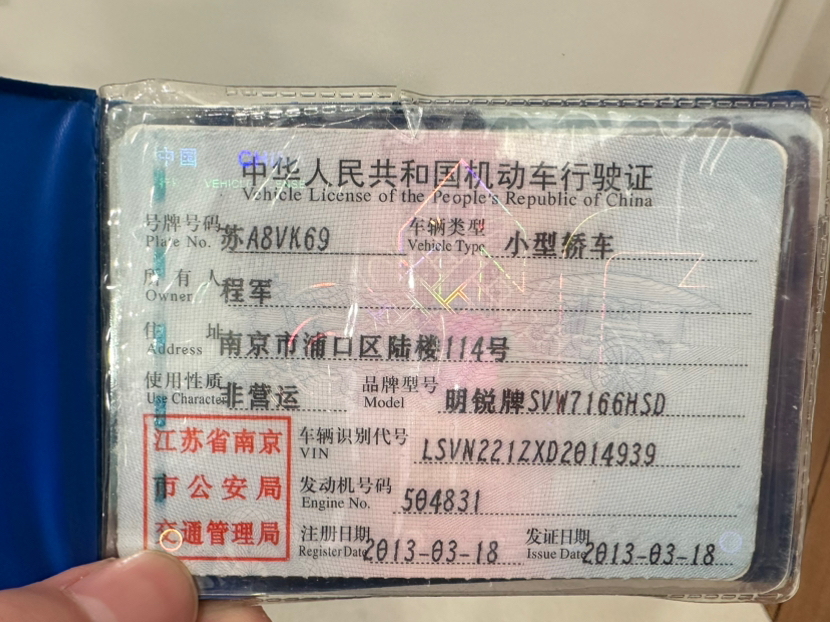 中国 CHINA
VEHICLE LICENSE
中华人民共和国机动车行驶证
Vehicle License of the People's Republic of China
号牌号码 苏A8VK69 车辆类型 小型轿车
Plate No. Vehicle Type
所有人 程军
Owner
住址 南京市浦口区陆楼114号
Address
使用性质 非营运 品牌型号 明锐牌SVW7166HSD
Use Character Model
江苏省南京
市公安局
交通管理局
车辆识别代号 LSVN221ZXD2014939
VIN
发动机号码 504831
Engine No.
注册日期 2013-03-18 发证日期 2013-03-18
Register Date Issue Date